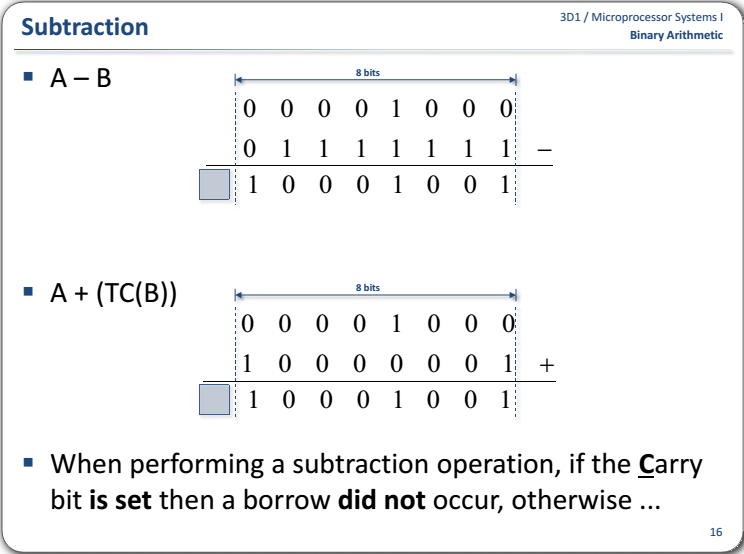 Subtraction
3D1 / Microprocessor Systems I
Binary Arithmetic
▪ A – B
8 bits
0 0 0 0 1 0 0 0
0 1 1 1 1 1 1 1 −
1 0 0 0 1 0 0 1
▪ A + (TC(B))
8 bits
0 0 0 0 1 0 0 0
1 0 0 0 0 0 0 1 +
1 0 0 0 1 0 0 1
▪ When performing a subtraction operation, if the Carry
bit is set then a borrow did not occur, otherwise ...
16